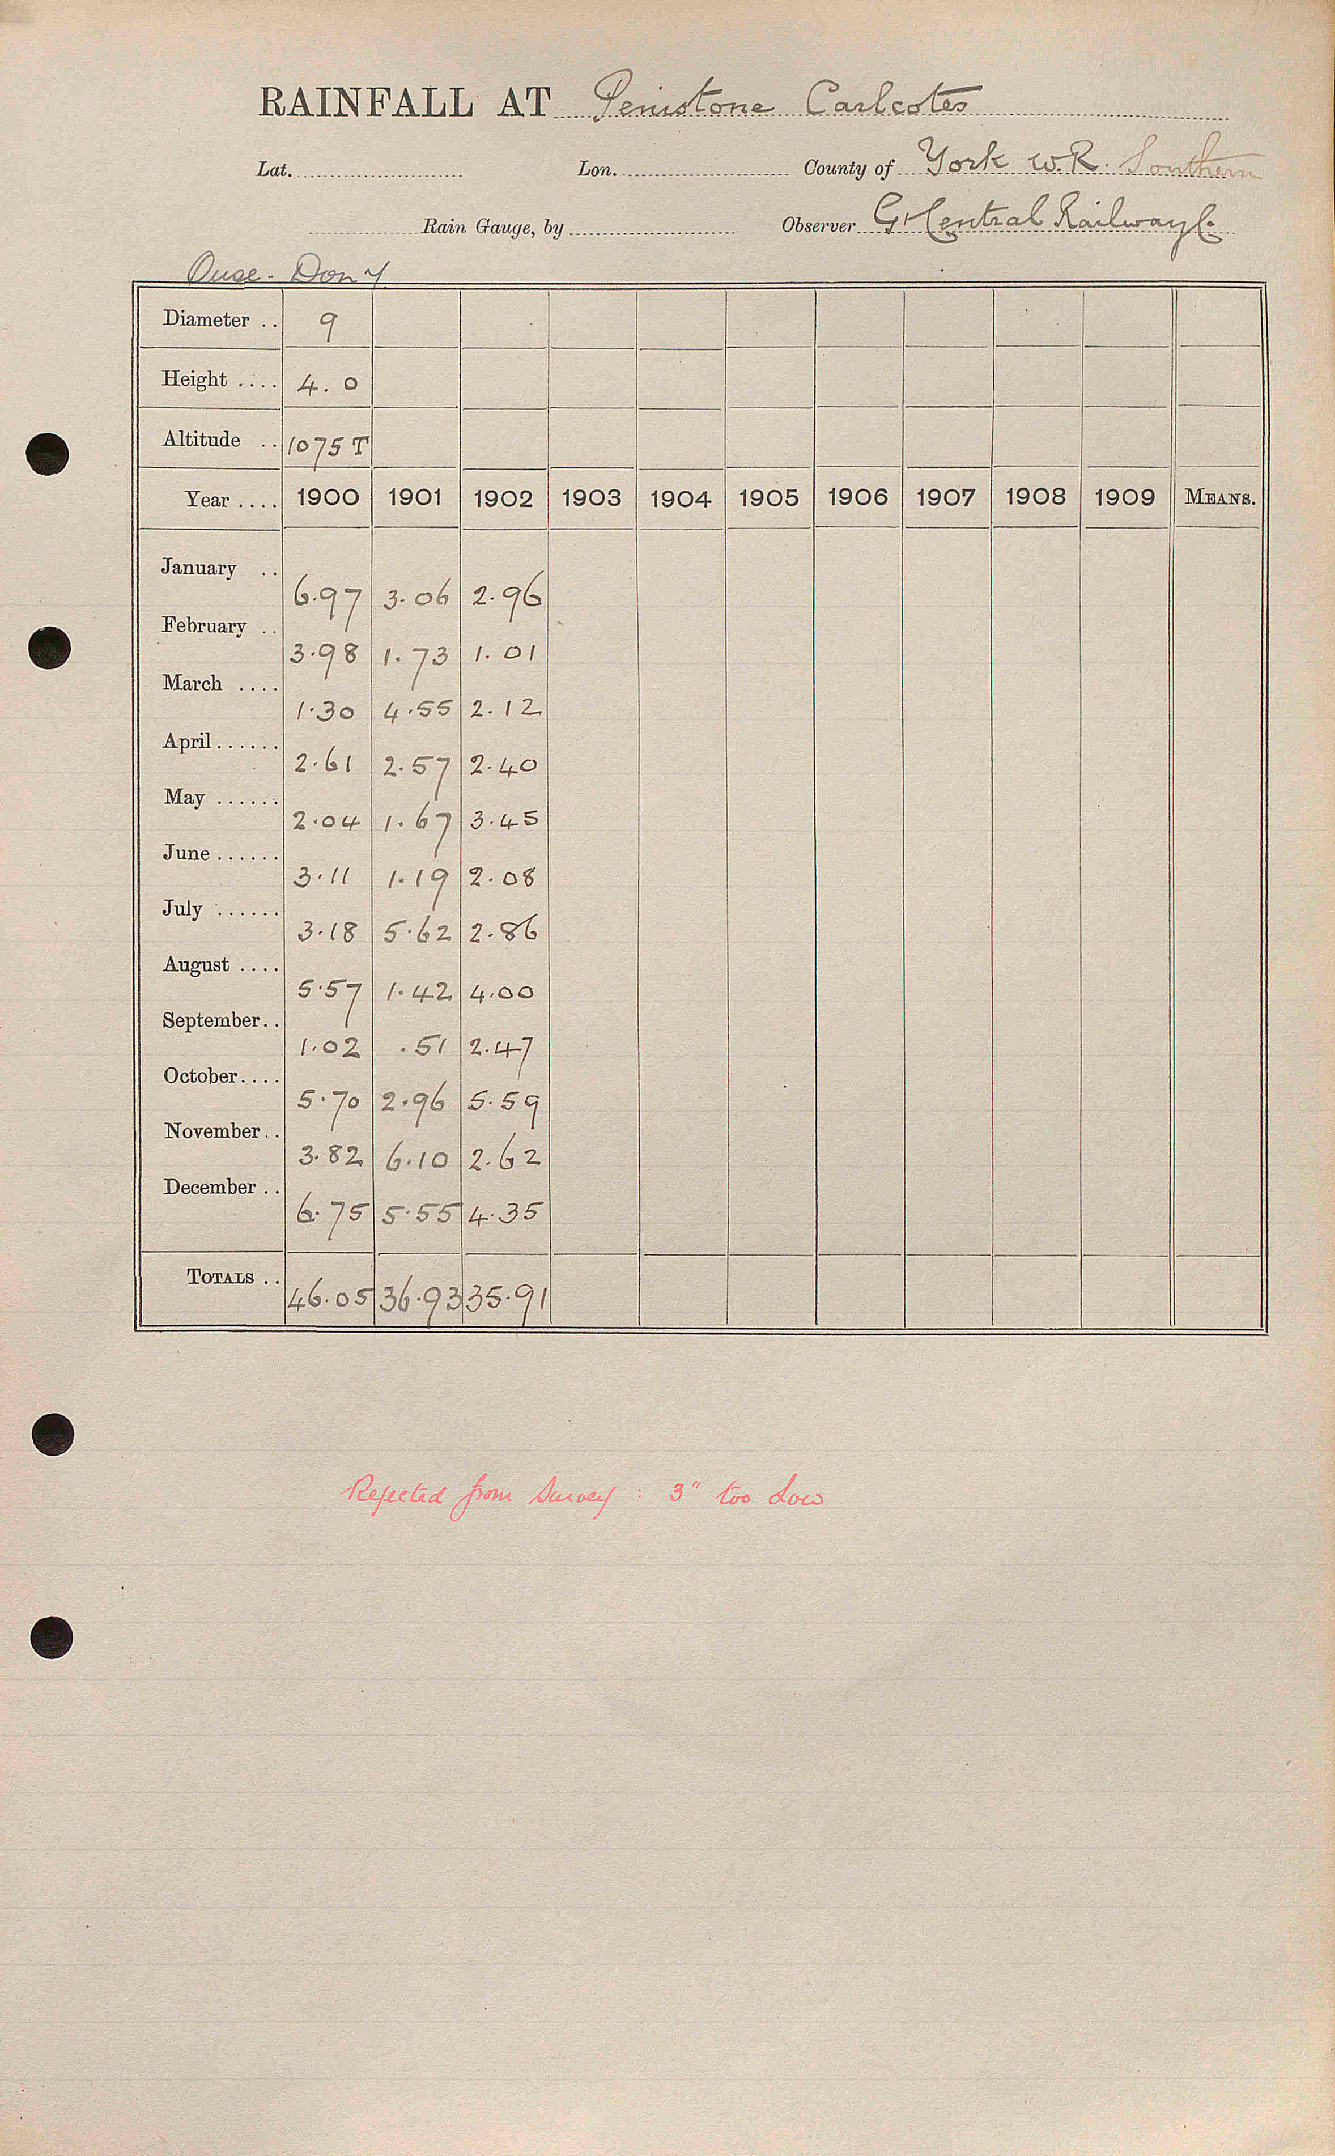 RAINFALL AT Penistone Carlcotes
Lat. Lon. County of York W.R. Southern
Rain Gauge, by Observer Gt Central Railway Co.
Ouse - Don
Diameter .. 9
Height .... 4.0
Altitude .. 1075 T
Year .... 1900 1901 1902 1903 1904 1905 1906 1907 1908 1909 MEANS.
January .. 6.97 3.06 2.96
February .. 3.98 1.73 1.01
March .... 1.30 4.55 2.12
April...... 2.61 2.57 2.40
May ...... 2.04 1.67 3.45
June...... 3.11 1.19 2.08
July ...... 3.18 5.62 2.86
August .... 5.57 1.42 4.00
September.. 1.02 .51 2.47
October.... 5.70 2.96 5.59
November.. 3.82 6.10 2.62
December .. 6.75 5.55 4.35
TOTALS .. 46.05 36.93 35.91
Rejected from Survey : 3" too low